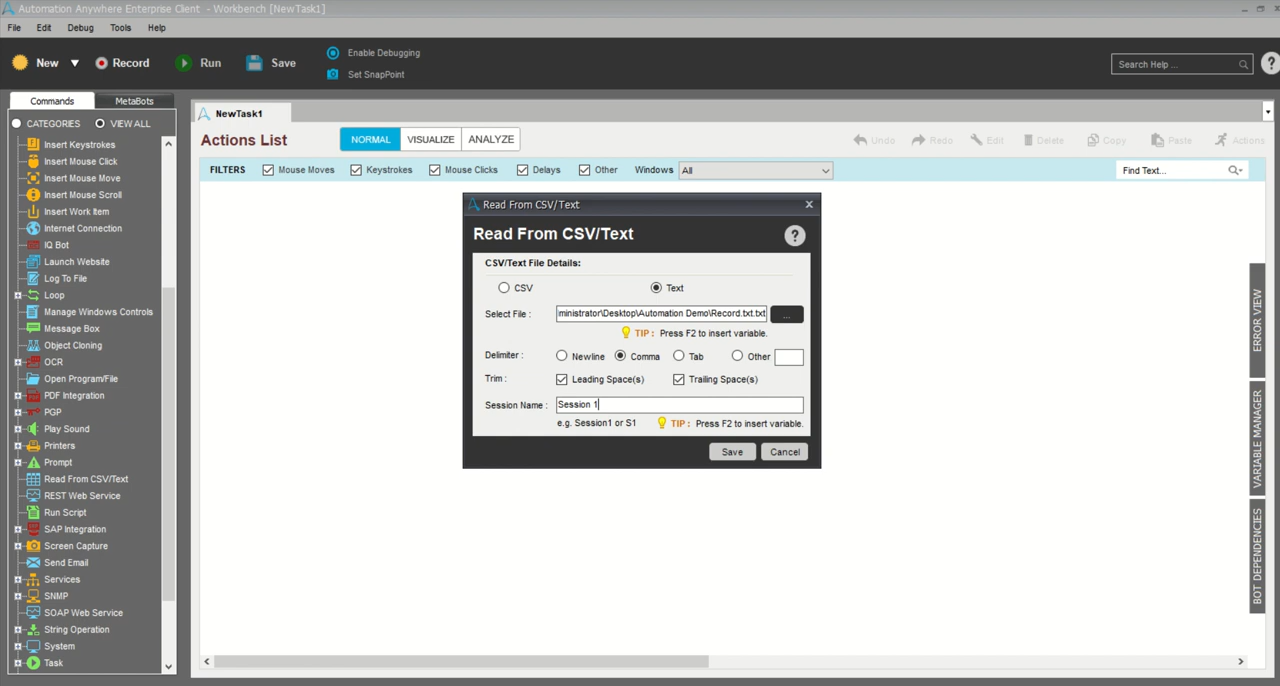 Automation Anywhere Enterprise Client - Workbench [NewTask1]
File Edit Debug Tools Help
New Record Run Save
Enable Debugging
Set SnapPoint
Search Help ...
?
Commands MetaBots
CATEGORIES VIEW ALL
Insert Keystrokes
Insert Mouse Click
Insert Mouse Move
Insert Mouse Scroll
Insert Work Item
Internet Connection
IQ Bot
Launch Website
Log To File
Loop
Manage Windows Controls
Message Box
Object Cloning
OCR
Open Program/File
PDF Integration
PGP
Play Sound
Printers
Prompt
Read From CSV/Text
REST Web Service
Run Script
SAP Integration
Screen Capture
Send Email
Services
SNMP
SOAP Web Service
String Operation
System
Task
NewTask1
Actions List
NORMAL VISUALIZE ANALYZE
Undo Redo Edit Delete Copy Paste Actions
FILTERS Mouse Moves Keystrokes Mouse Clicks Delays Other Windows All
Find Text...
Read From CSV/Text x
Read From CSV/Text ?
CSV/Text File Details:
CSV Text
Select File : ministrator\Desktop\Automation Demo\Record.txt.txt ...
TIP : Press F2 to insert variable.
Delimiter : Newline Comma Tab Other
Trim : Leading Space(s) Trailing Space(s)
Session Name : Session 1
e.g. Session1 or S1 TIP : Press F2 to insert variable.
Save Cancel
ERROR VIEW
VARIABLE MANAGER
BOT DEPENDENCIES